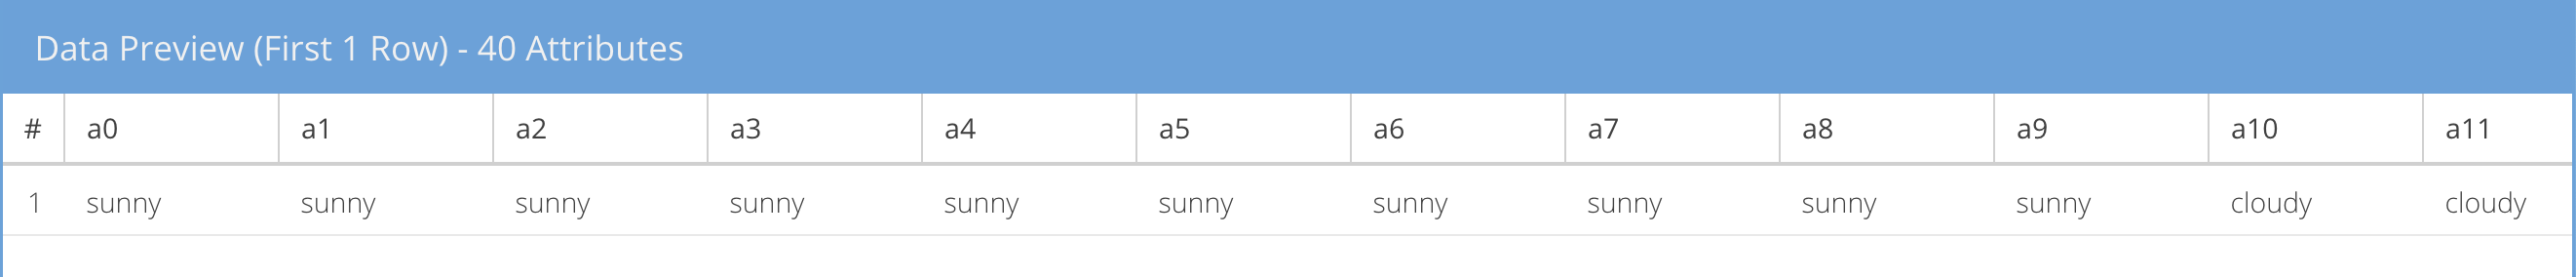 Data Preview (First 1 Row) - 40 Attributes
# a0 a1 a2 a3 a4 a5 a6 a7 a8 a9 a10 a11
1 sunny sunny sunny sunny sunny sunny sunny sunny sunny sunny cloudy cloudy